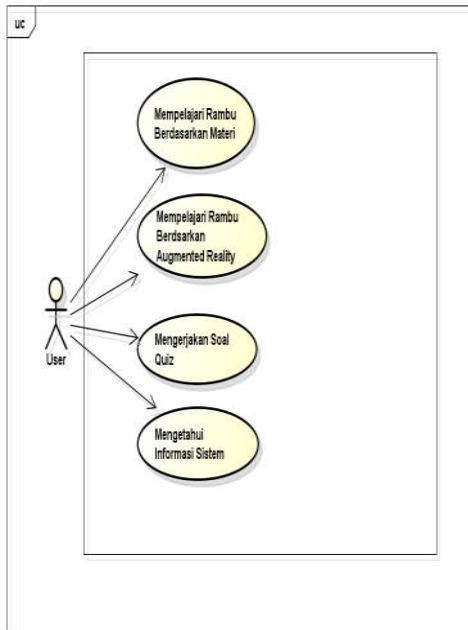 uc
Mempelajari Rambu
Berdasarkan Materi
Mempelajari Rambu
Berdsarkan
Augmented Reality
Mengerjakan Soal
Quiz
Mengetahui
Informasi Sistem
User